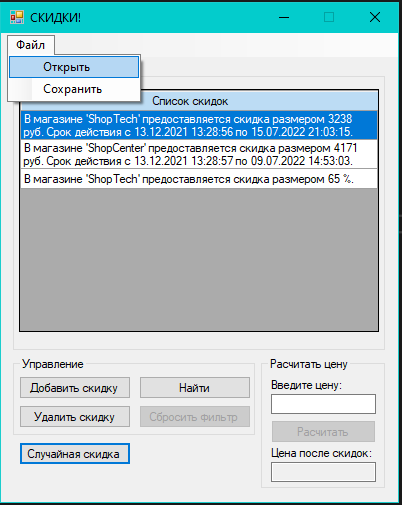 СКИДКИ!
Файл
Открыть
Сохранить
Список скидок
В магазине 'ShopTech' предоставляется скидка размером 3238
руб. Срок действия с 13.12.2021 13:28:56 по 15.07.2022 21:03:15.
В магазине 'ShopCenter' предоставляется скидка размером 4171
руб. Срок действия с 13.12.2021 13:28:57 по 09.07.2022 14:53:03.
В магазине 'ShopTech' предоставляется скидка размером 65 %.
Управление
Добавить скидку
Найти
Удалить скидку
Сбросить фильтр
Случайная скидка
Расчитать цену
Введите цену:
Расчитать
Цена после скидок: